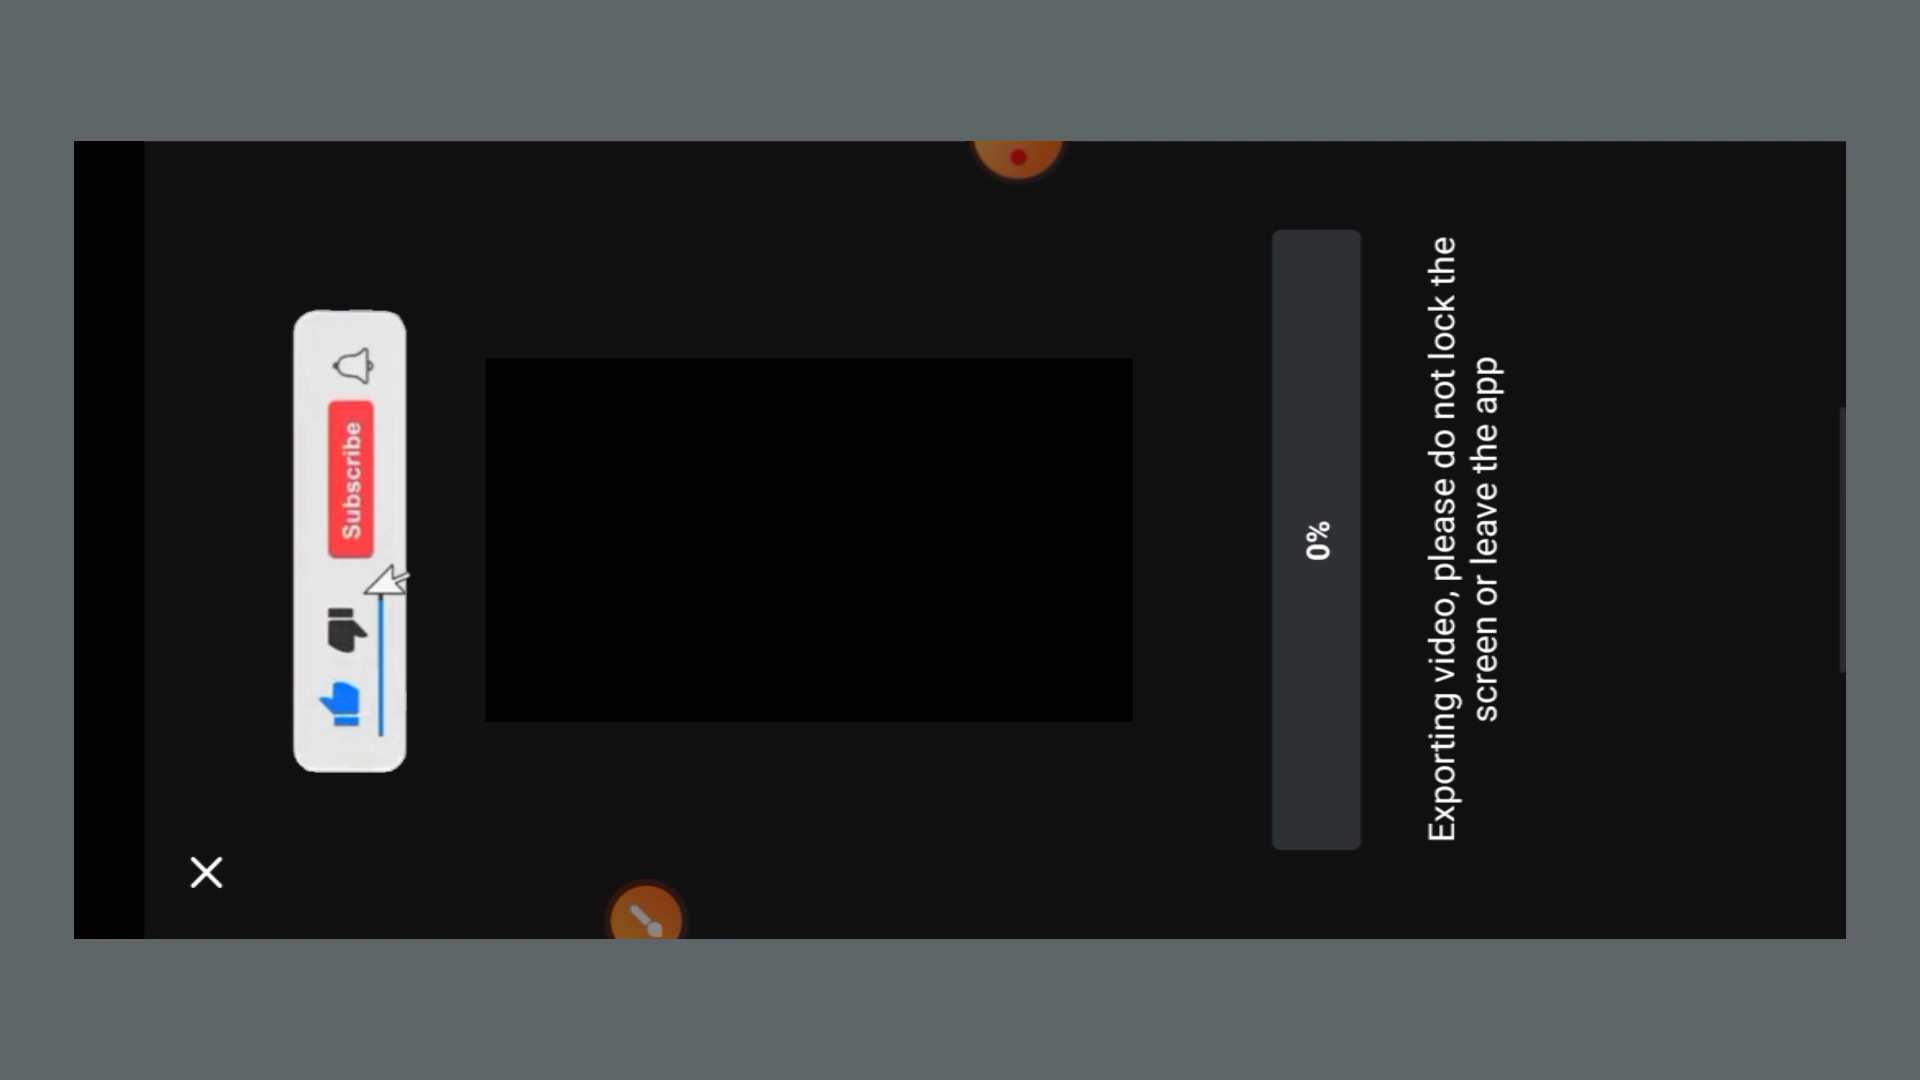 Subscribe
0%
Exporting video, please do not lock the
screen or leave the app